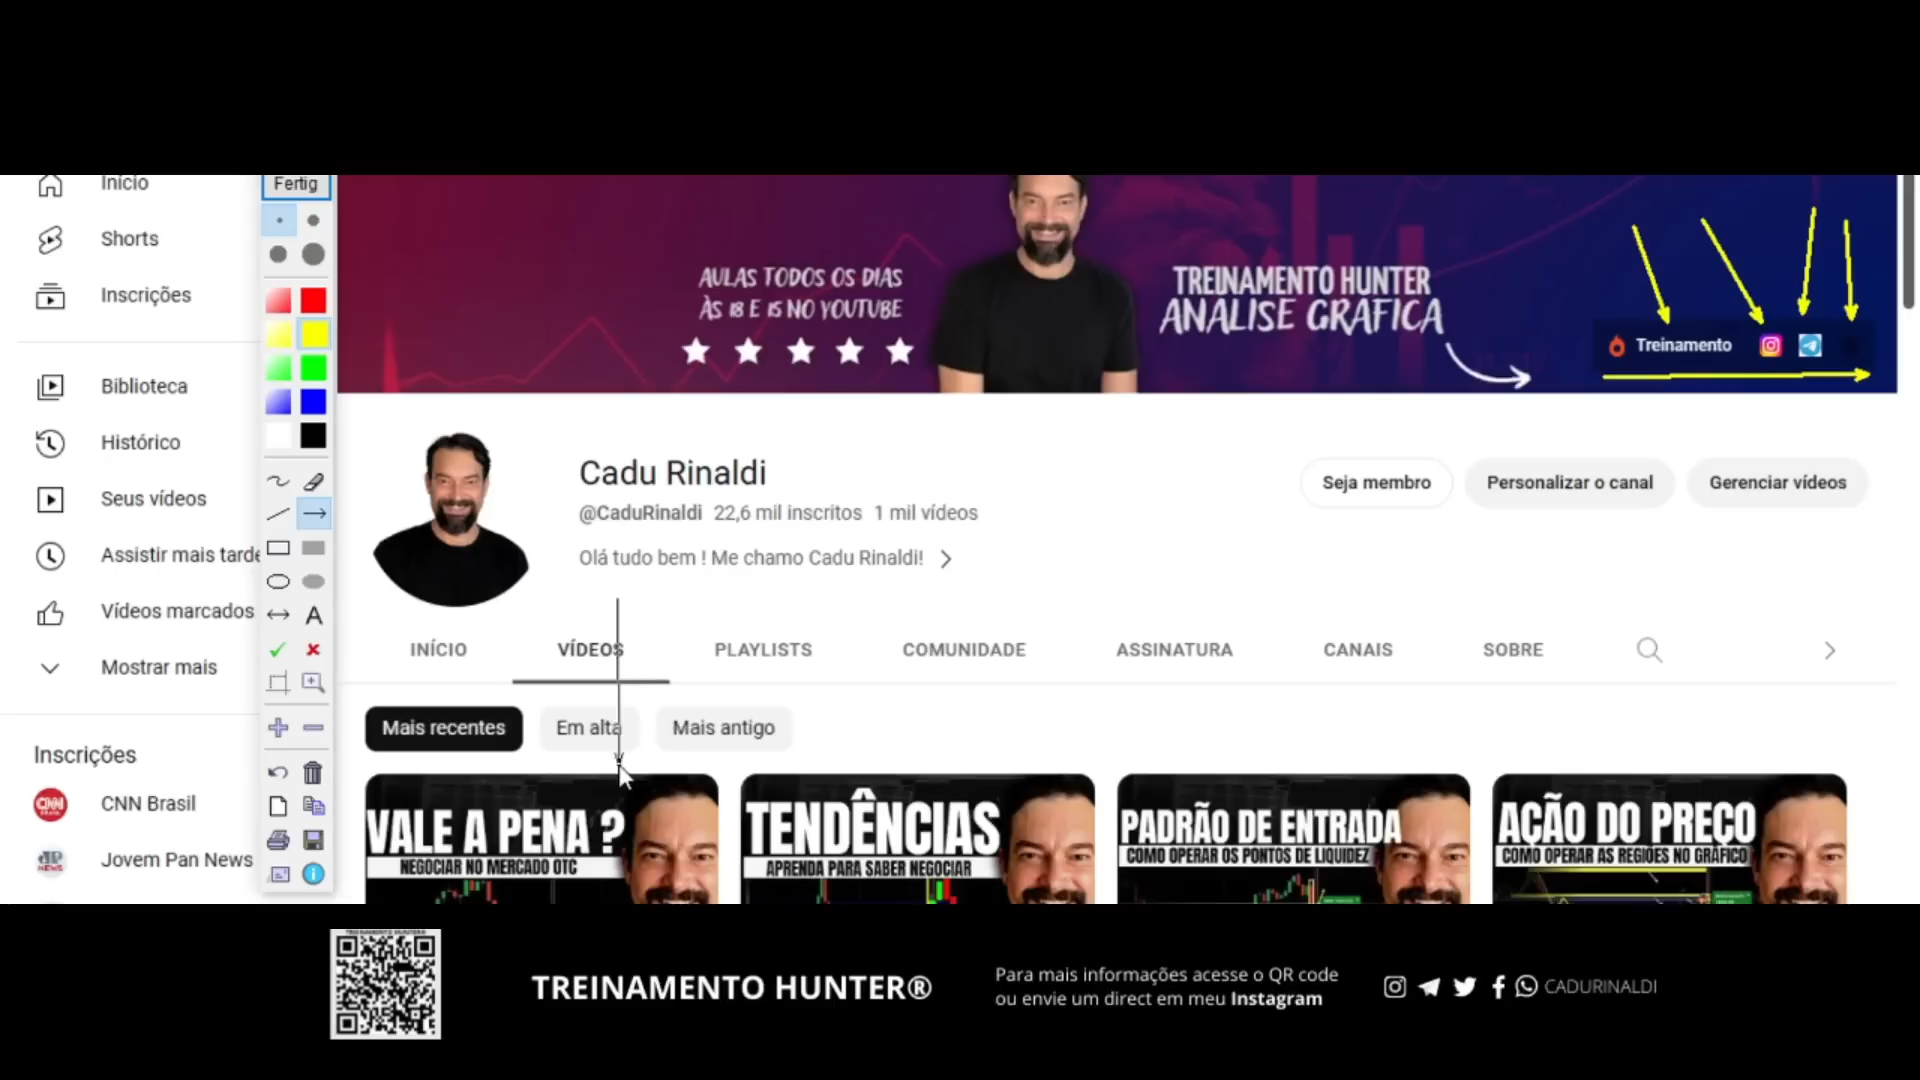 Início
Shorts
Inscrições
Biblioteca
Histórico
Seus vídeos
Assistir mais tarde
Vídeos marcados
Mostrar mais
Inscrições
CNN Brasil
Jovem Pan News
Fertig
A
AULAS TODOS OS DIAS
ÀS 18 E 15 NO YOUTUBE
TREINAMENTO HUNTER
ANALISE GRAFICA
Treinamento
Cadu Rinaldi
@CaduRinaldi 22,6 mil inscritos 1 mil vídeos
Olá tudo bem ! Me chamo Cadu Rinaldi!
Seja membro
Personalizar o canal
Gerenciar vídeos
INÍCIO
VÍDEOS
PLAYLISTS
COMUNIDADE
ASSINATURA
CANAIS
SOBRE
Mais recentes
Em alta
Mais antigo
VALE A PENA ?
NEGOCIAR NO MERCADO OTC
TENDÊNCIAS
APRENDA PARA SABER NEGOCIAR
PADRÃO DE ENTRADA
COMO OPERAR OS PONTOS DE LIQUIDEZ
AÇÃO DO PREÇO
COMO OPERAR AS REGIÕES NO GRÁFICO
TREINAMENTO HUNTER®
Para mais informações acesse o QR code
ou envie um direct em meu Instagram
CADURINALDI